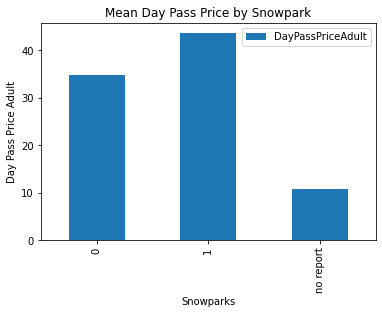 Mean Day Pass Price by Snowpark
DayPassPriceAdult
Day Pass Price Adult
40
30
20
10
0
0
1
no report
Snowparks